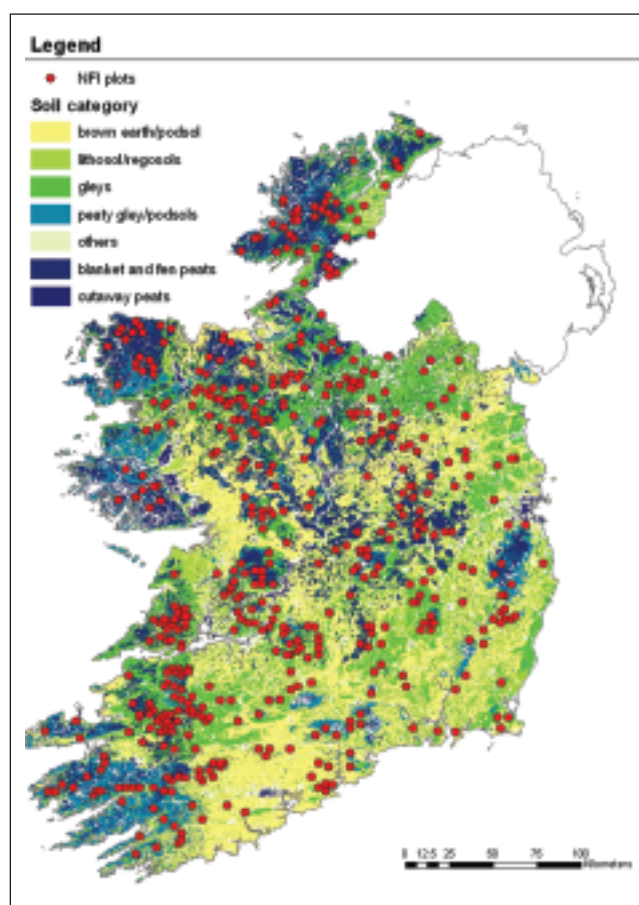 Legend
NFI plots
Soil category
brown earth/podsol
lithosol/regosols
gleys
peaty gley/podsols
others
blanket and fen peats
cutaway peats
0 12.5 25 50 75 100
Kilometers